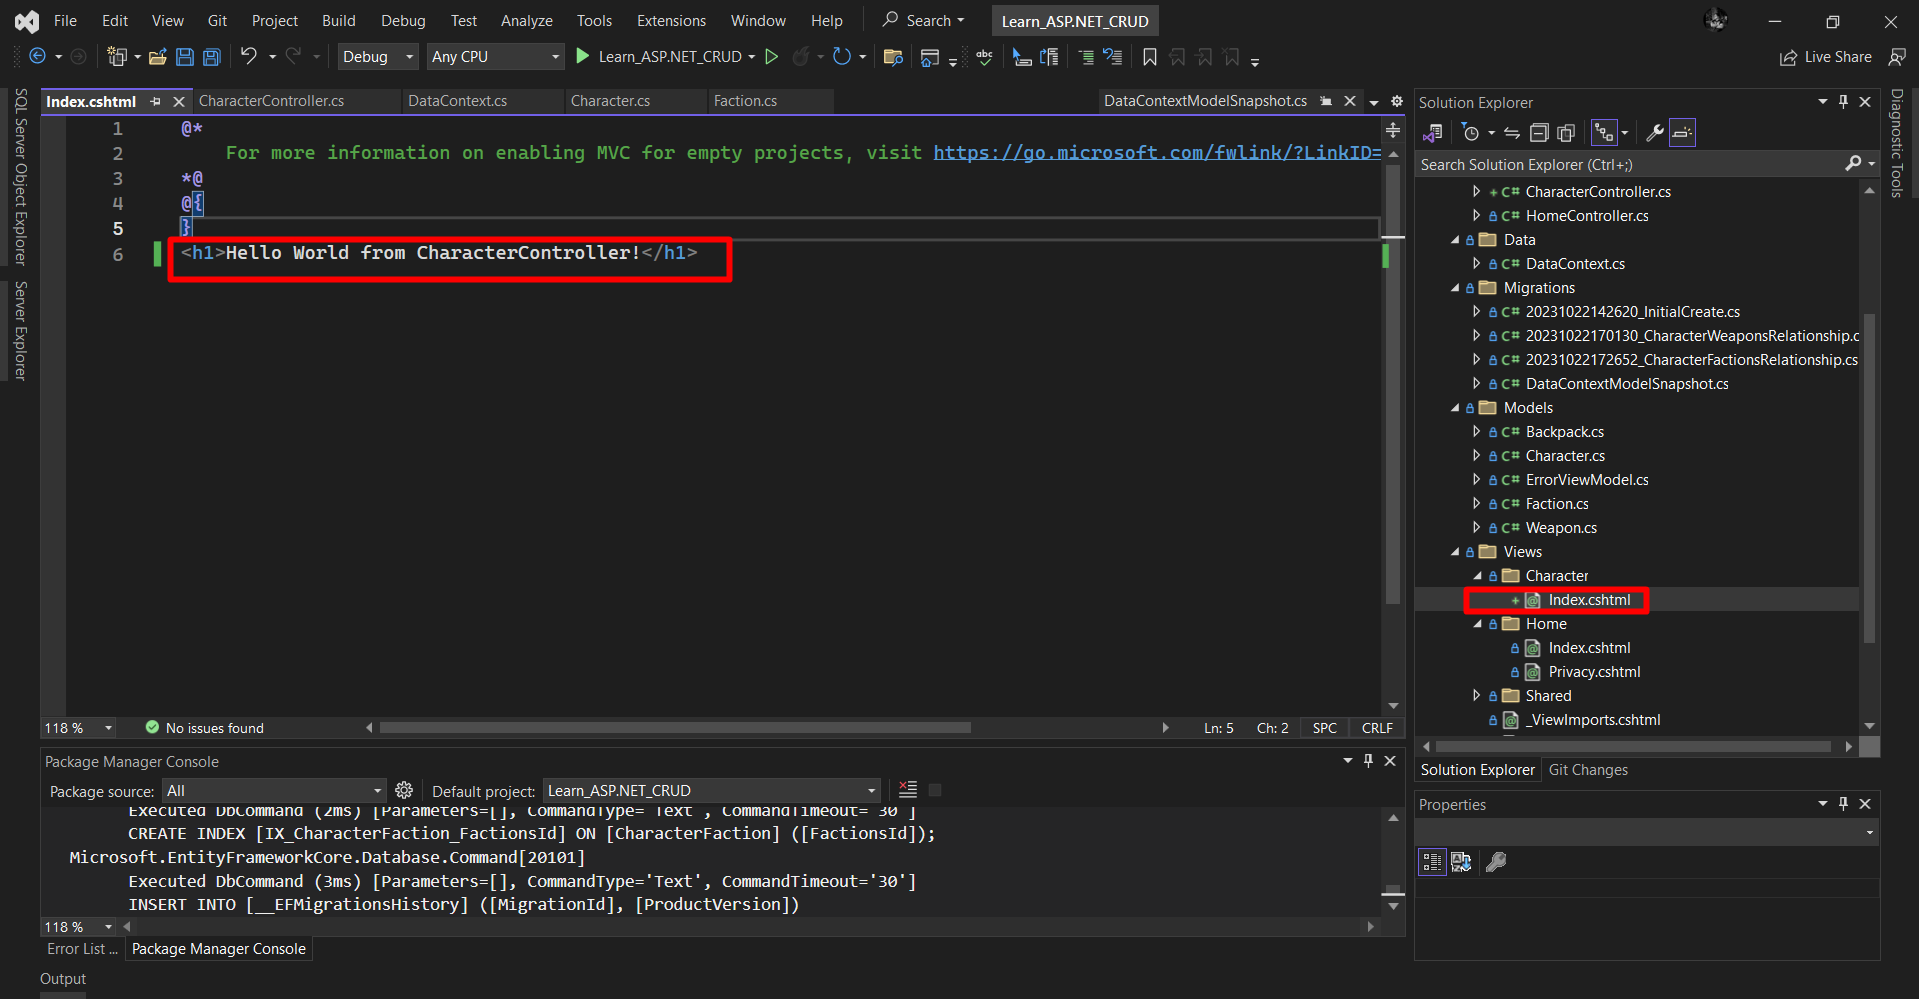 File Edit View Git Project Build Debug Test Analyze Tools Extensions Window Help Search Learn_ASP.NET_CRUD
Debug Any CPU Learn_ASP.NET_CRUD abc Live Share
SQL Server Object Explorer
Server Explorer
Index.cshtml CharacterController.cs DataContext.cs Character.cs Faction.cs DataContextModelSnapshot.cs
1 @*
2 For more information on enabling MVC for empty projects, visit https://go.microsoft.com/fwlink/?LinkID=
3 *@
4 @{
5 }
6 <h1>Hello World from CharacterController!</h1>
118 % No issues found Ln: 5 Ch: 2 SPC CRLF
Package Manager Console
Package source: All Default project: Learn_ASP.NET_CRUD
Executed DbCommand (2ms) [Parameters=[], CommandType='Text', CommandTimeout='30']
CREATE INDEX [IX_CharacterFaction_FactionsId] ON [CharacterFaction] ([FactionsId]);
Microsoft.EntityFrameworkCore.Database.Command[20101]
Executed DbCommand (3ms) [Parameters=[], CommandType='Text', CommandTimeout='30']
INSERT INTO [__EFMigrationsHistory] ([MigrationId], [ProductVersion])
118 %
Error List ... Package Manager Console
Output
Solution Explorer
Search Solution Explorer (Ctrl+;)
C# CharacterController.cs
C# HomeController.cs
Data
C# DataContext.cs
Migrations
C# 20231022142620_InitialCreate.cs
C# 20231022170130_CharacterWeaponsRelationship.c
C# 20231022172652_CharacterFactionsRelationship.cs
C# DataContextModelSnapshot.cs
Models
C# Backpack.cs
C# Character.cs
C# ErrorViewModel.cs
C# Faction.cs
C# Weapon.cs
Views
Character
Index.cshtml
Home
Index.cshtml
Privacy.cshtml
Shared
_ViewImports.cshtml
Solution Explorer Git Changes
Properties
Diagnostic Tools